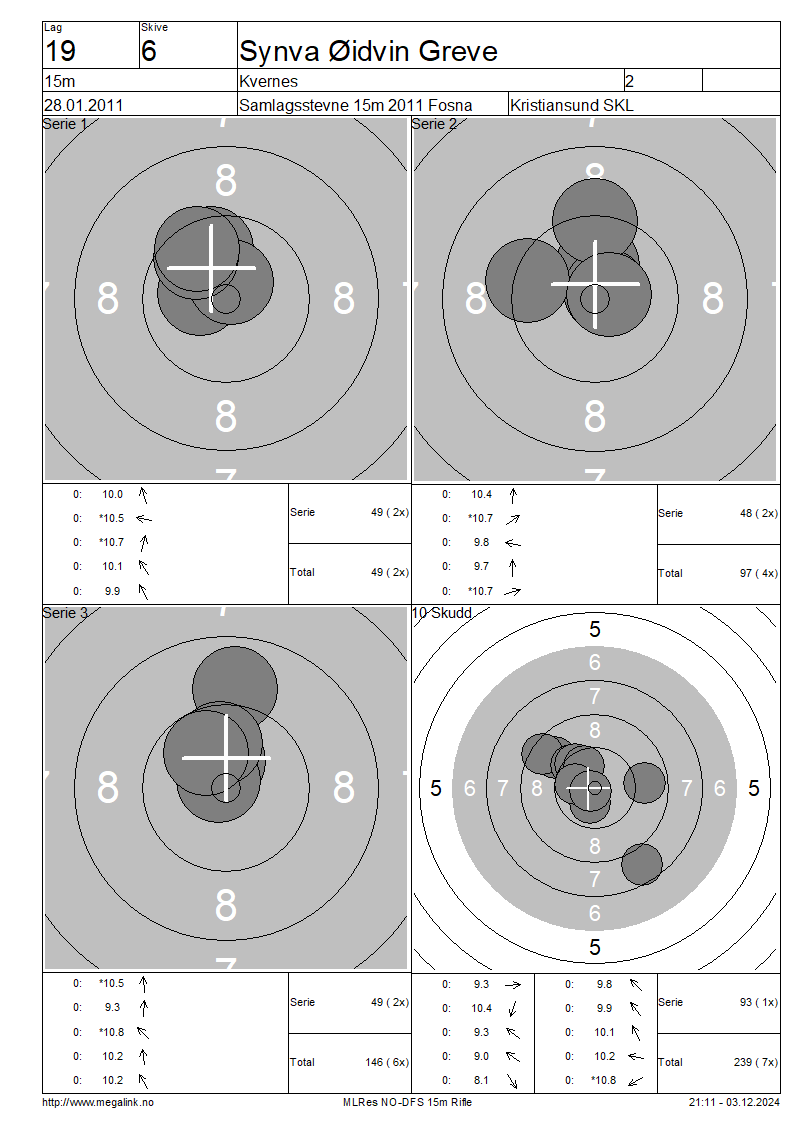 Lag Skive
19 6 Synva Øidvin Greve
15m Kvernes 2
28.01.2011 Samlagsstevne 15m 2011 Fosna Kristiansund SKL
Serie 1
7
8
7 8 8 7
8
7
Serie 2
7
8
7 8 8 7
8
7
0: 10.0
0: *10.5
0: *10.7
0: 10.1
0: 9.9
Serie 49 ( 2x)
Total 49 ( 2x)
0: 10.4
0: *10.7
0: 9.8
0: 9.7
0: *10.7
Serie 48 ( 2x)
Total 97 ( 4x)
Serie 3
7
7 8 8 7
8
7
10 Skudd
5
6
7
8
5 6 7 8 7 6 5
8
7
6
5
0: *10.5
0: 9.3
0: *10.8
0: 10.2
0: 10.2
Serie 49 ( 2x)
Total 146 ( 6x)
0: 9.3 0: 9.8
0: 10.4 0: 9.9
0: 9.3 0: 10.1
0: 9.0 0: 10.2
0: 8.1 0: *10.8
Serie 93 ( 1x)
Total 239 ( 7x)
http://www.megalink.no MLRes NO-DFS 15m Rifle 21:11 - 03.12.2024